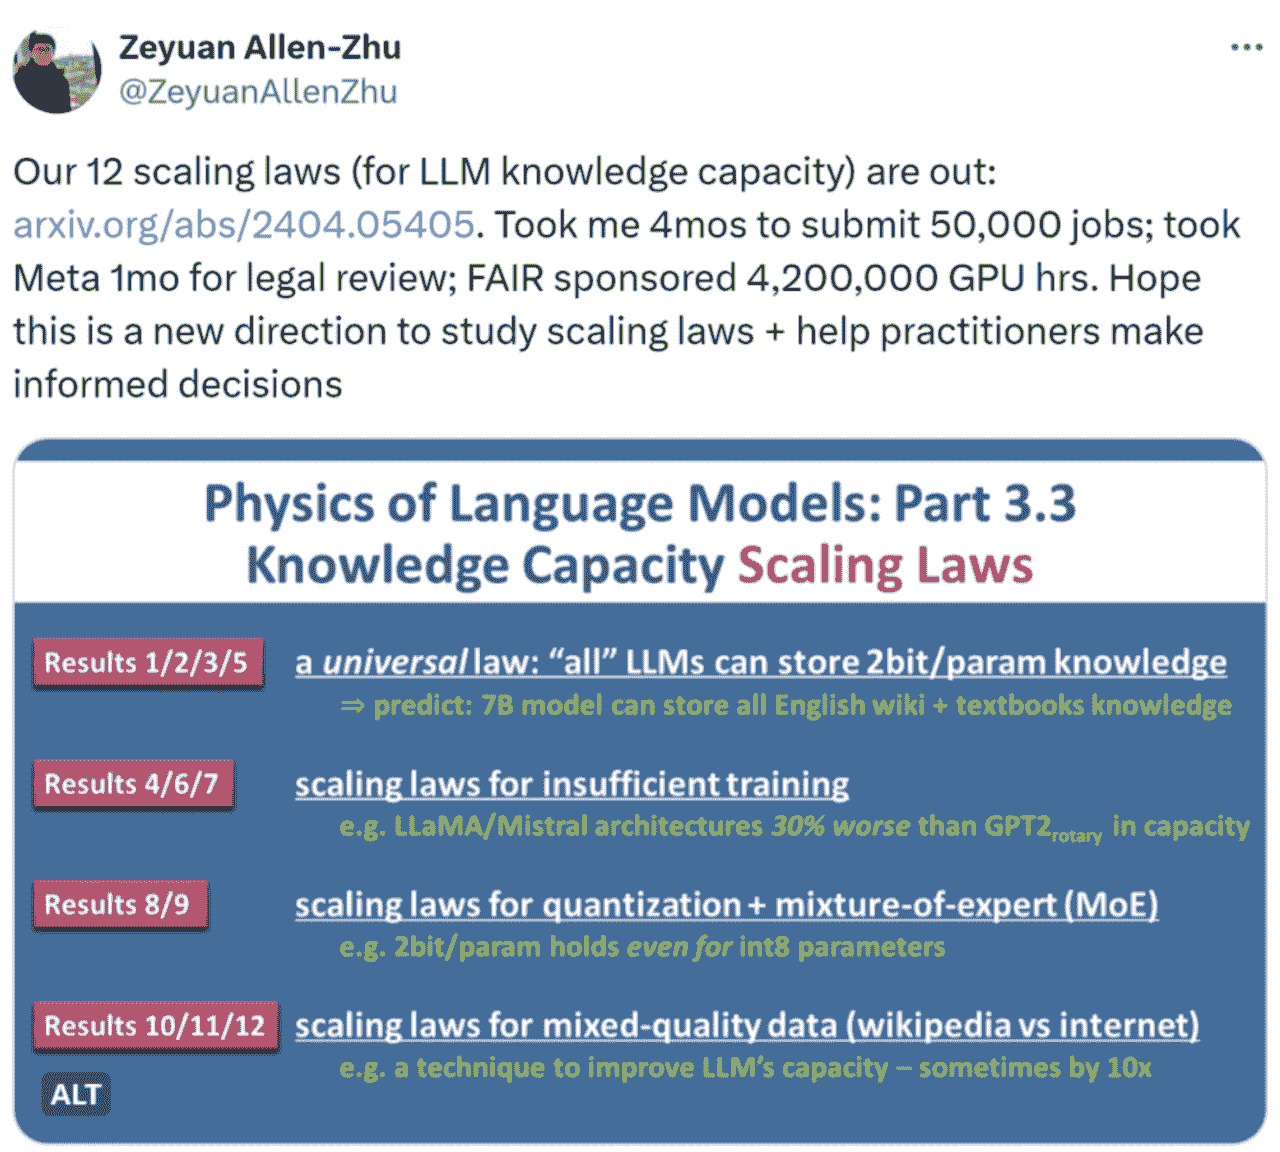 Zeyuan Allen-Zhu
@ZeyuanAllenZhu
Our 12 scaling laws (for LLM knowledge capacity) are out:
arxiv.org/abs/2404.05405. Took me 4mos to submit 50,000 jobs; took
Meta 1mo for legal review; FAIR sponsored 4,200,000 GPU hrs. Hope
this is a new direction to study scaling laws + help practitioners make
informed decisions
Physics of Language Models: Part 3.3
Knowledge Capacity Scaling Laws
Results 1/2/3/5 a universal law: “all” LLMs can store 2bit/param knowledge
⇒ predict: 7B model can store all English wiki + textbooks knowledge
Results 4/6/7 scaling laws for insufficient training
e.g. LLaMA/Mistral architectures 30% worse than GPT2rotary in capacity
Results 8/9 scaling laws for quantization + mixture-of-expert (MoE)
e.g. 2bit/param holds even for int8 parameters
Results 10/11/12 scaling laws for mixed-quality data (wikipedia vs internet)
e.g. a technique to improve LLM’s capacity – sometimes by 10x
ALT